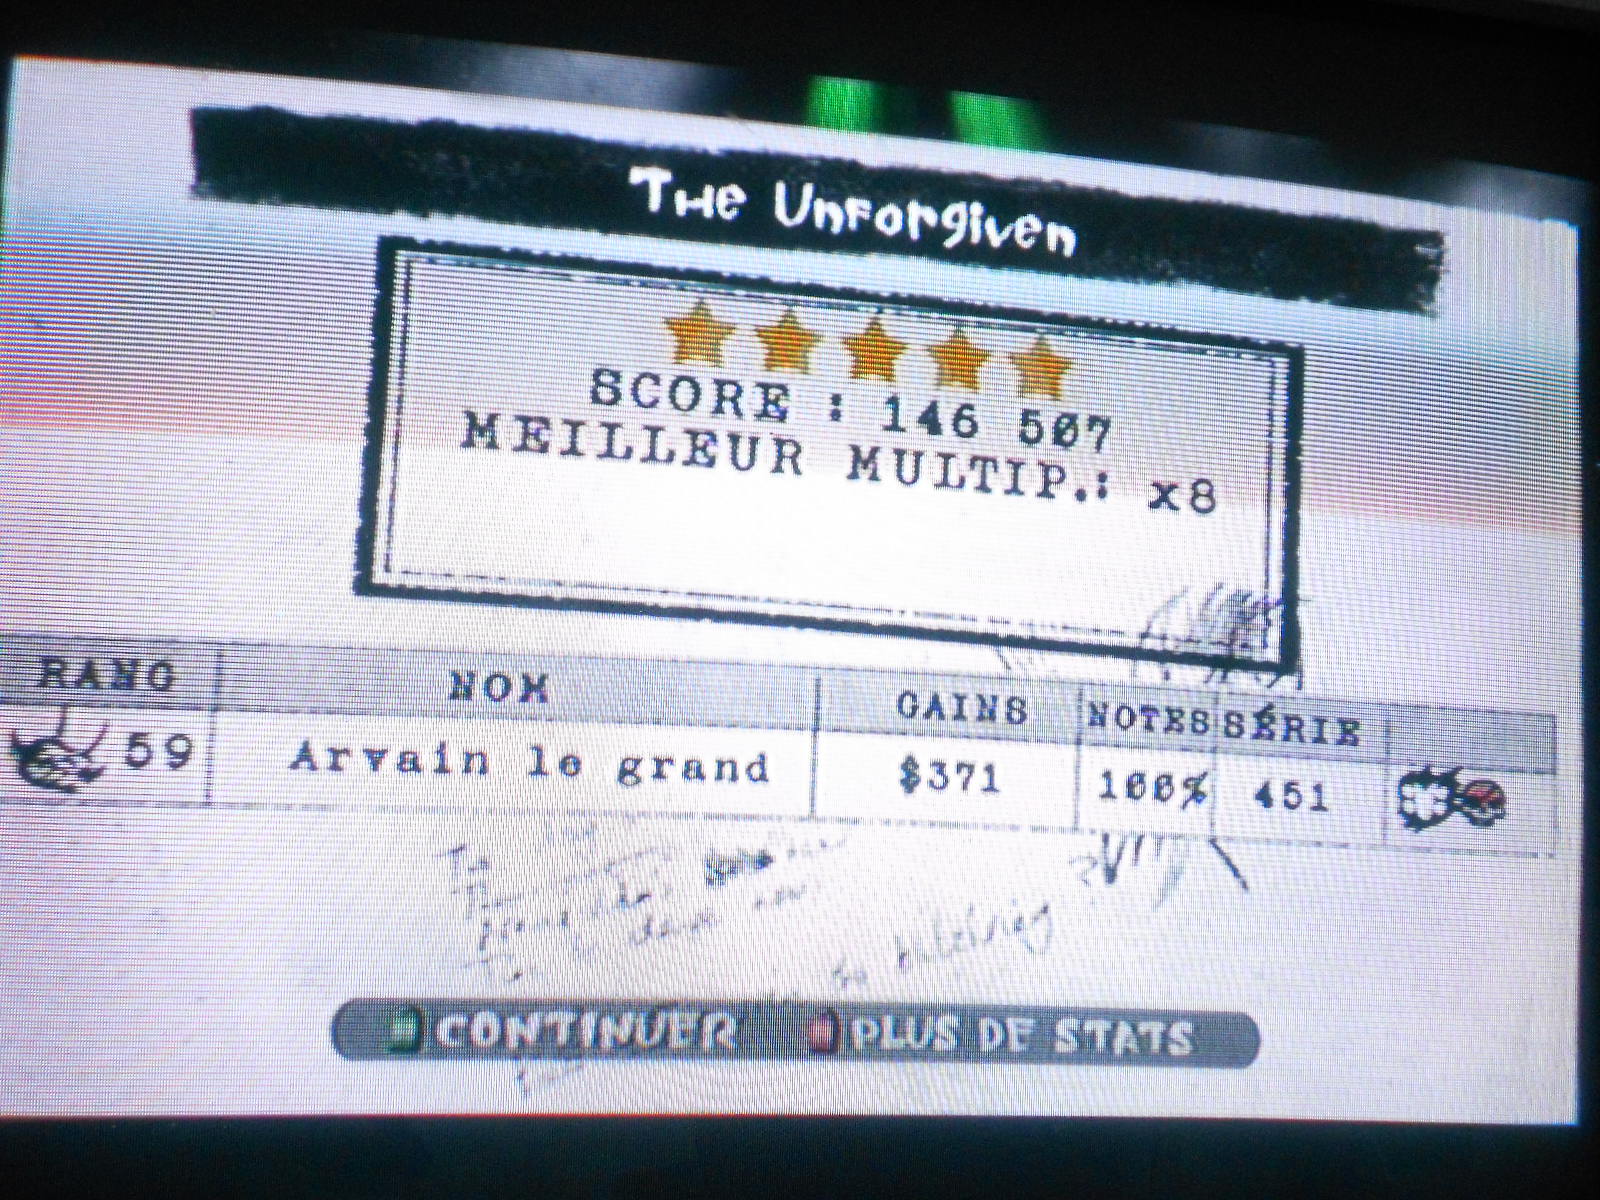 The Unforgiven
SCORE : 146 507
MEILLEUR MULTIP.: x8
RANG NOM GAINS NOTES SÉRIE
59 Arvain le grand $371 100% 451
CONTINUER PLUS DE STATS